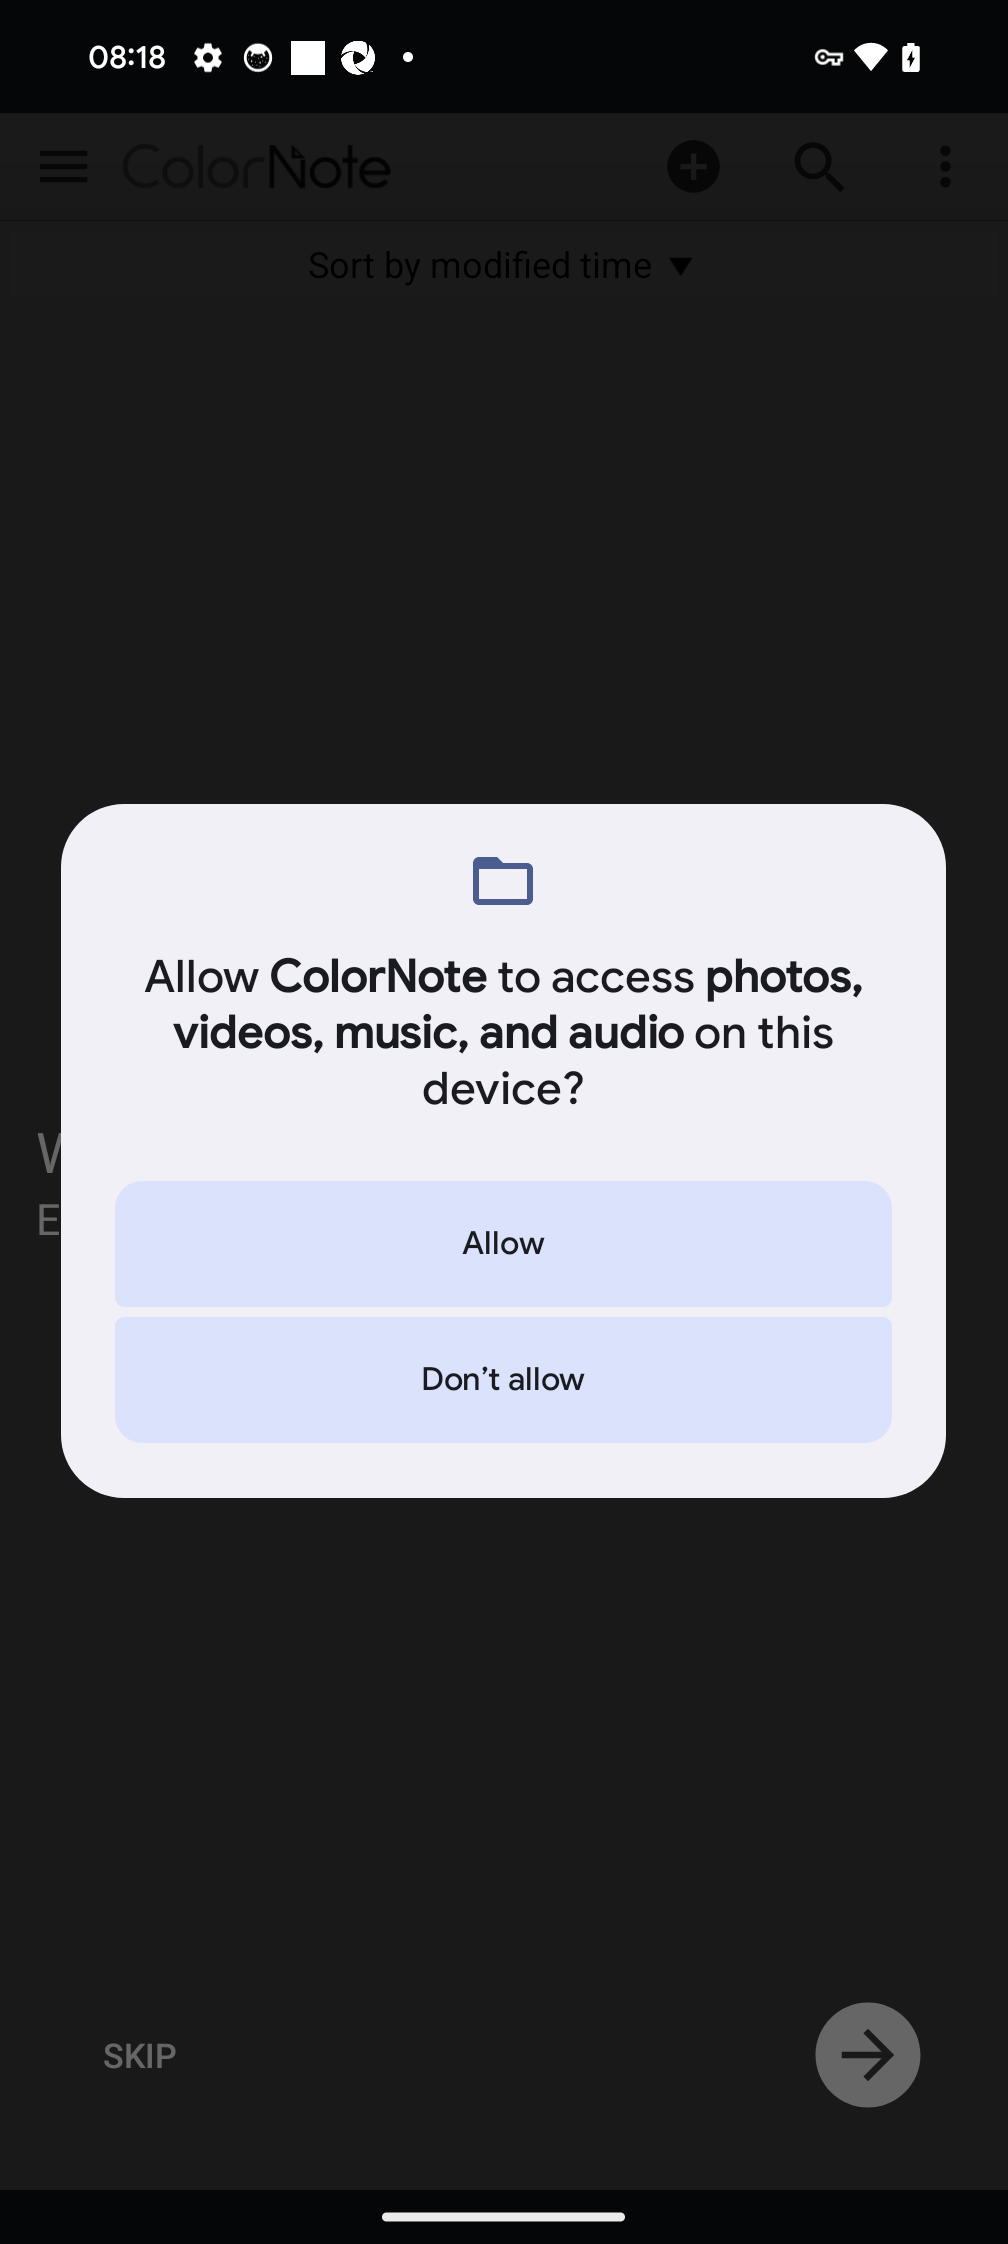 08:18
ColorNote
Sort by modified time ▼
Allow ColorNote to access photos,
videos, music, and audio on this
device?
Allow
Don’t allow
SKIP